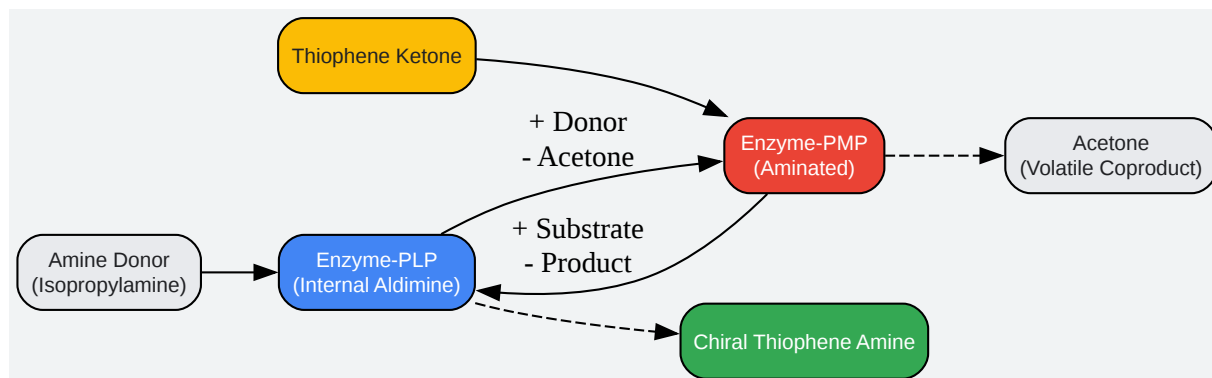 Thiophene Ketone
+ Donor
- Acetone
Enzyme-PMP
(Aminated)
Acetone
(Volatile Coproduct)
+ Substrate
- Product
Amine Donor
(Isopropylamine)
Enzyme-PLP
(Internal Aldimine)
Chiral Thiophene Amine